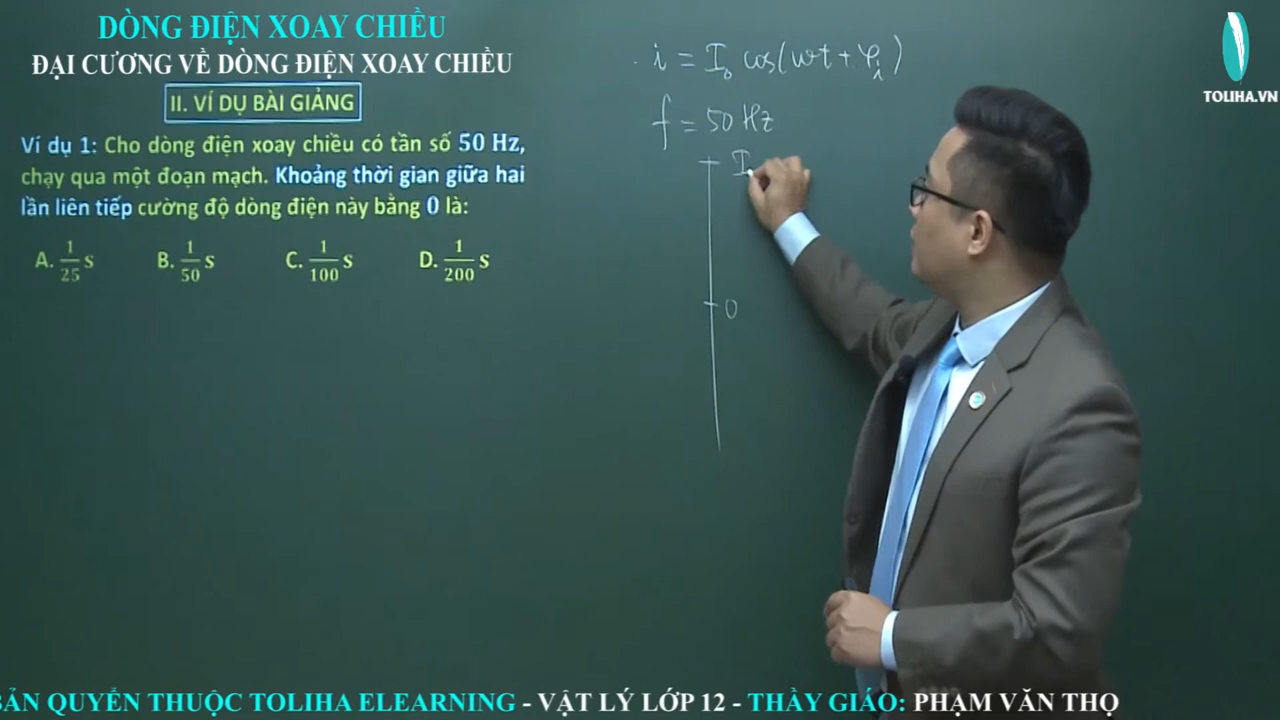 DÒNG ĐIỆN XOAY CHIỀU
ĐẠI CƯƠNG VỀ DÒNG ĐIỆN XOAY CHIỀU
II. VÍ DỤ BÀI GIẢNG
Ví dụ 1: Cho dòng điện xoay chiều có tần số 50 Hz,
chạy qua một đoạn mạch. Khoảng thời gian giữa hai
lần liên tiếp cường độ dòng điện này bằng 0 là:
A. 1/25 s B. 1/50 s C. 1/100 s D. 1/200 s
i = I₀ cos(ωt + φᵢ)
f = 50 Hz
I
0
TOLIHA.VN
BẢN QUYỀN THUỘC TOLIHA ELEARNING - VẬT LÝ LỚP 12 - THẦY GIÁO: PHẠM VĂN THỌ